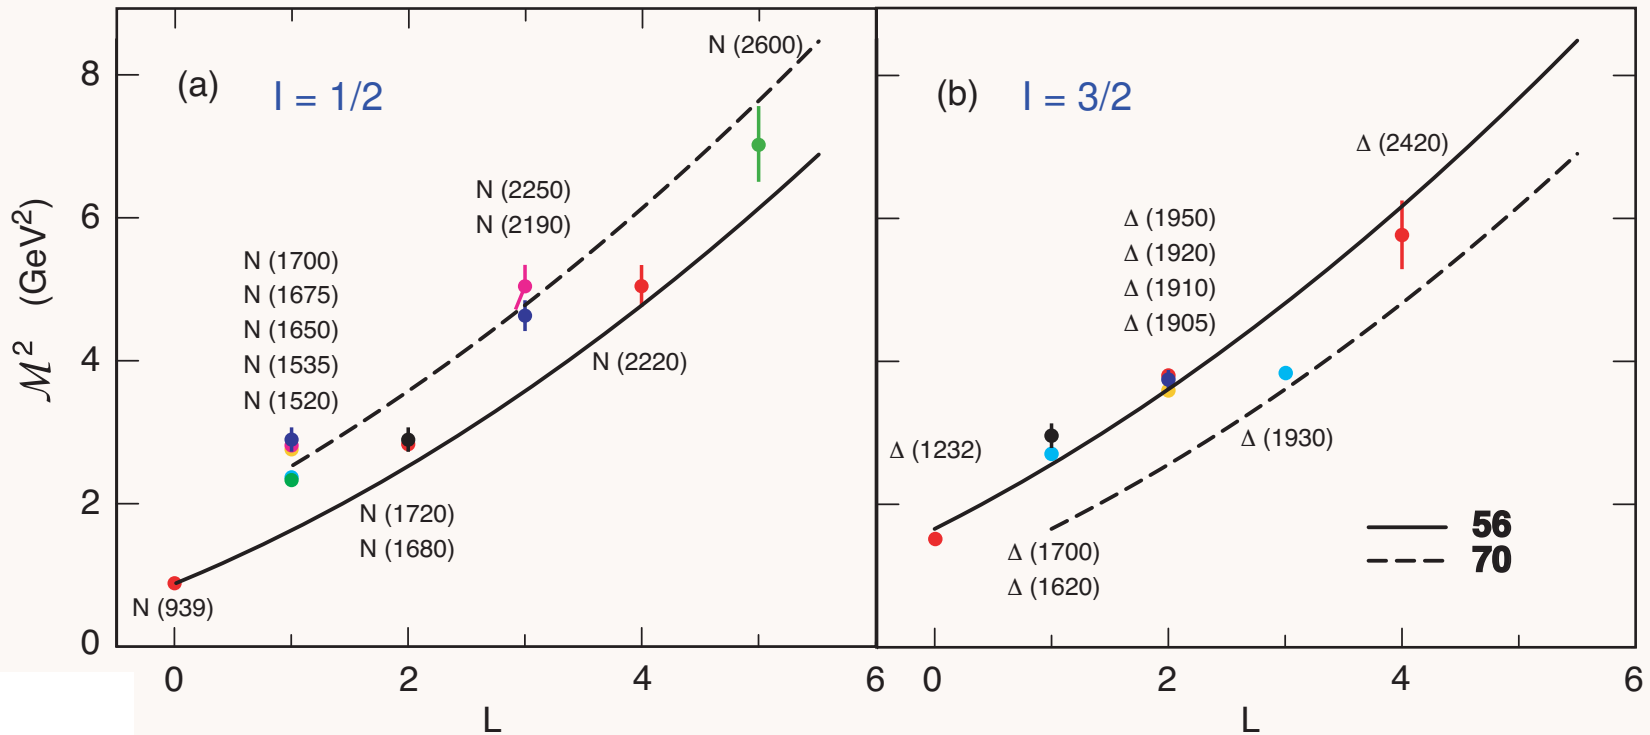 (a) I = 1/2
N (2600)
N (2250)
N (2190)
N (1700)
N (1675)
N (1650)
N (1535)
N (1520)
N (2220)
N (1720)
N (1680)
N (939)
ℳ² (GeV²)
8
6
4
2
0
0 2 4 6
L
(b) I = 3/2
Δ (2420)
Δ (1950)
Δ (1920)
Δ (1910)
Δ (1905)
Δ (1232)
Δ (1930)
Δ (1700)
Δ (1620)
56
70
0 2 4 6
L